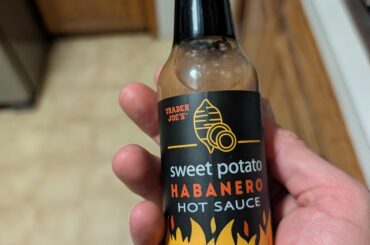 TRADER
JOE'S
sweet potato
HABANERO
HOT SAUCE